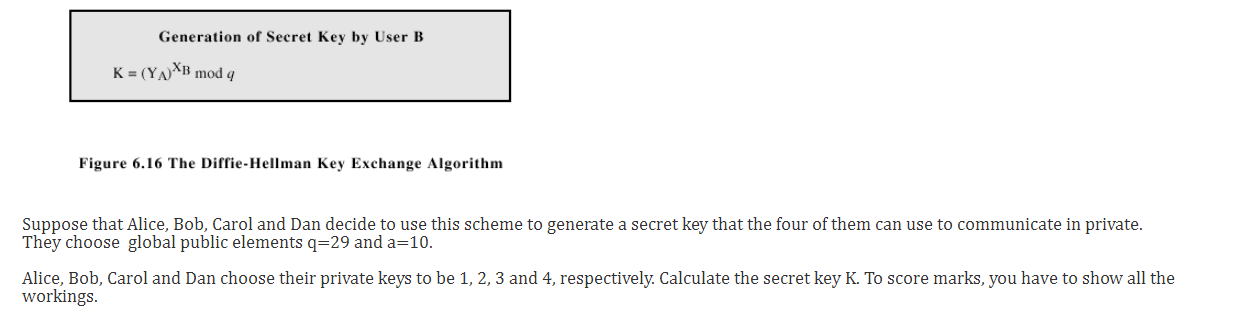 Generation of Secret Key by User B
K = (YA)XB mod q
Figure 6.16 The Diffie-Hellman Key Exchange Algorithm
Suppose that Alice, Bob, Carol and Dan decide to use this scheme to generate a secret key that the four of them can use to communicate in private.
They choose global public elements q=29 and a=10.
Alice, Bob, Carol and Dan choose their private keys to be 1, 2, 3 and 4, respectively. Calculate the secret key K. To score marks, you have to show all the
workings.